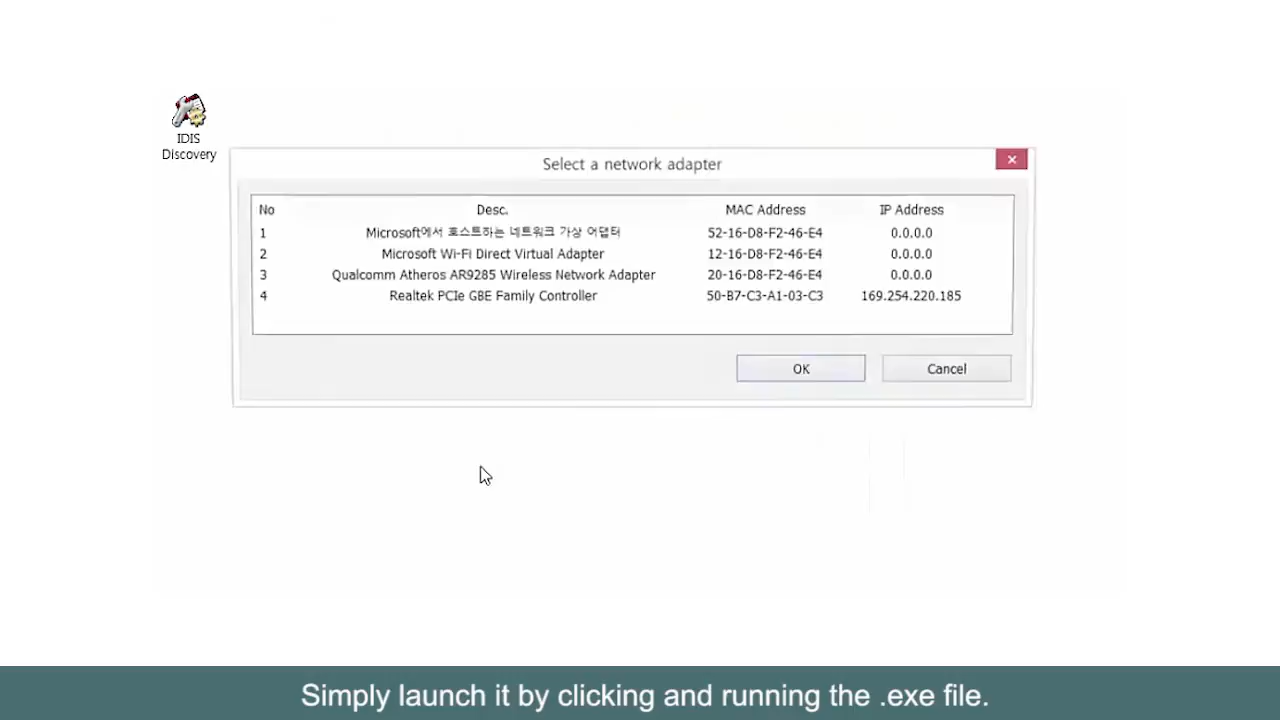 IDIS
Discovery
Select a network adapter
No Desc. MAC Address IP Address
1 Microsoft에서 호스트하는 네트워크 가상 어댑터 52-16-D8-F2-46-E4 0.0.0.0
2 Microsoft Wi-Fi Direct Virtual Adapter 12-16-D8-F2-46-E4 0.0.0.0
3 Qualcomm Atheros AR9285 Wireless Network Adapter 20-16-D8-F2-46-E4 0.0.0.0
4 Realtek PCIe GBE Family Controller 50-B7-C3-A1-03-C3 169.254.220.185
OK Cancel
Simply launch it by clicking and running the .exe file.